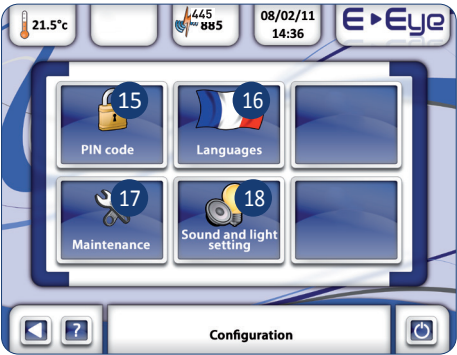 21.5°c
445
885
08/02/11
14:36
E Eye
15
16
PIN code
Languages
17
18
Maintenance
Sound and light
setting
?
Configuration